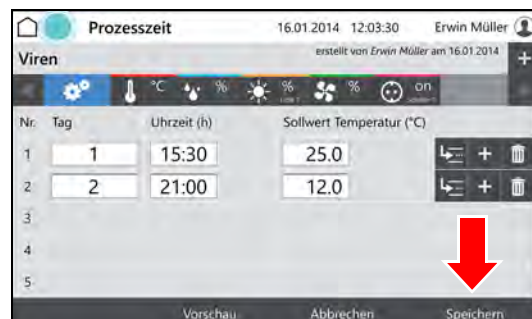 Prozesszeit 16.01.2014 12:03:30 Erwin Müller
Viren erstellt von Erwin Müller am 16.01.2014
°C % % % on
Nr. Tag Uhrzeit (h) Sollwert Temperatur (°C)
1 1 15:30 25.0
2 2 21:00 12.0
3
4
5
Vorschau Abbrechen Speichern